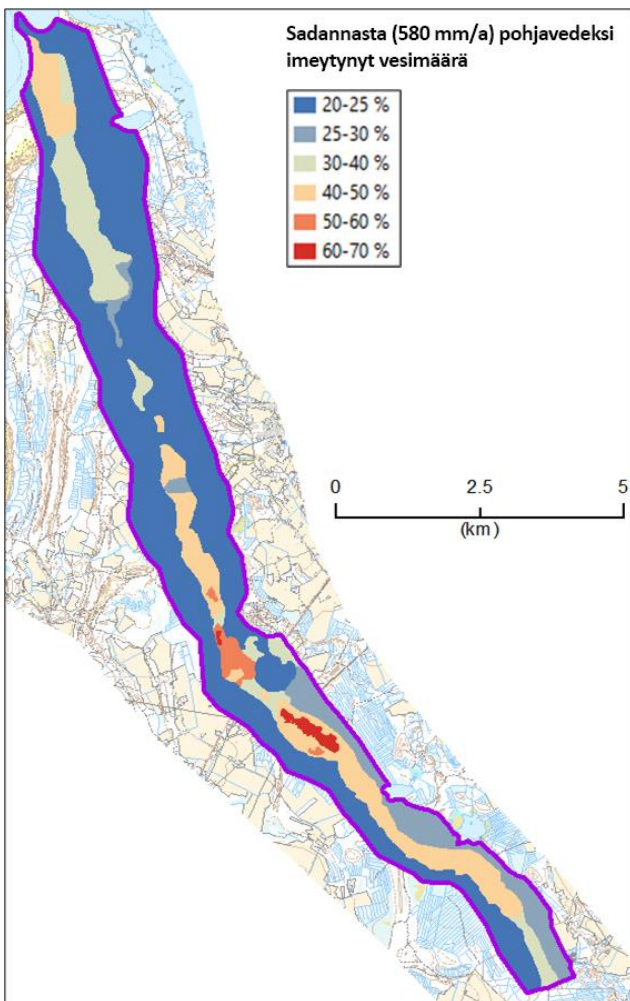 Sadannasta (580 mm/a) pohjavedeksi
imeytynyt vesimäärä
20-25 %
25-30 %
30-40 %
40-50 %
50-60 %
60-70 %
0 2.5 5
(km)